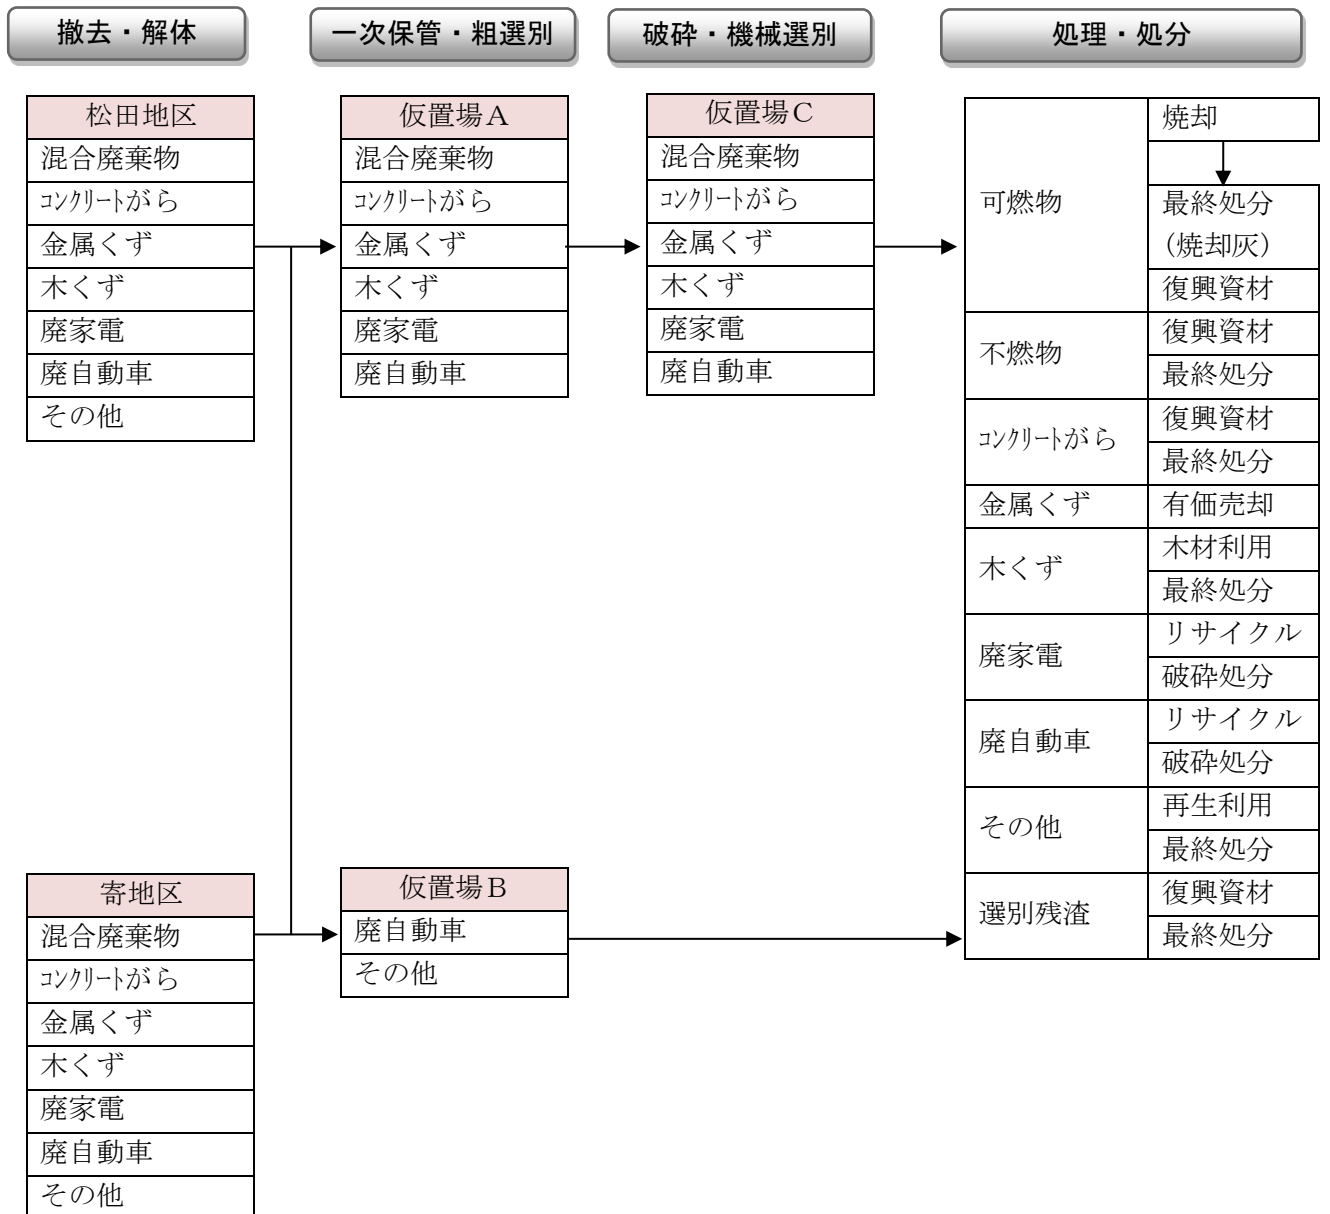 撤去・解体
一次保管・粗選別
破砕・機械選別
処理・処分
松田地区
混合廃棄物
コンクリートがら
金属くず
木くず
廃家電
廃自動車
その他
仮置場A
混合廃棄物
コンクリートがら
金属くず
木くず
廃家電
廃自動車
仮置場C
混合廃棄物
コンクリートがら
金属くず
木くず
廃家電
廃自動車
可燃物
焼却
最終処分
(焼却灰)
復興資材
不燃物
復興資材
最終処分
コンクリートがら
復興資材
最終処分
金属くず
有価売却
木くず
木材利用
最終処分
廃家電
リサイクル
破砕処分
廃自動車
リサイクル
破砕処分
その他
再生利用
最終処分
選別残渣
復興資材
最終処分
寄地区
混合廃棄物
コンクリートがら
金属くず
木くず
廃家電
廃自動車
その他
仮置場B
廃自動車
その他